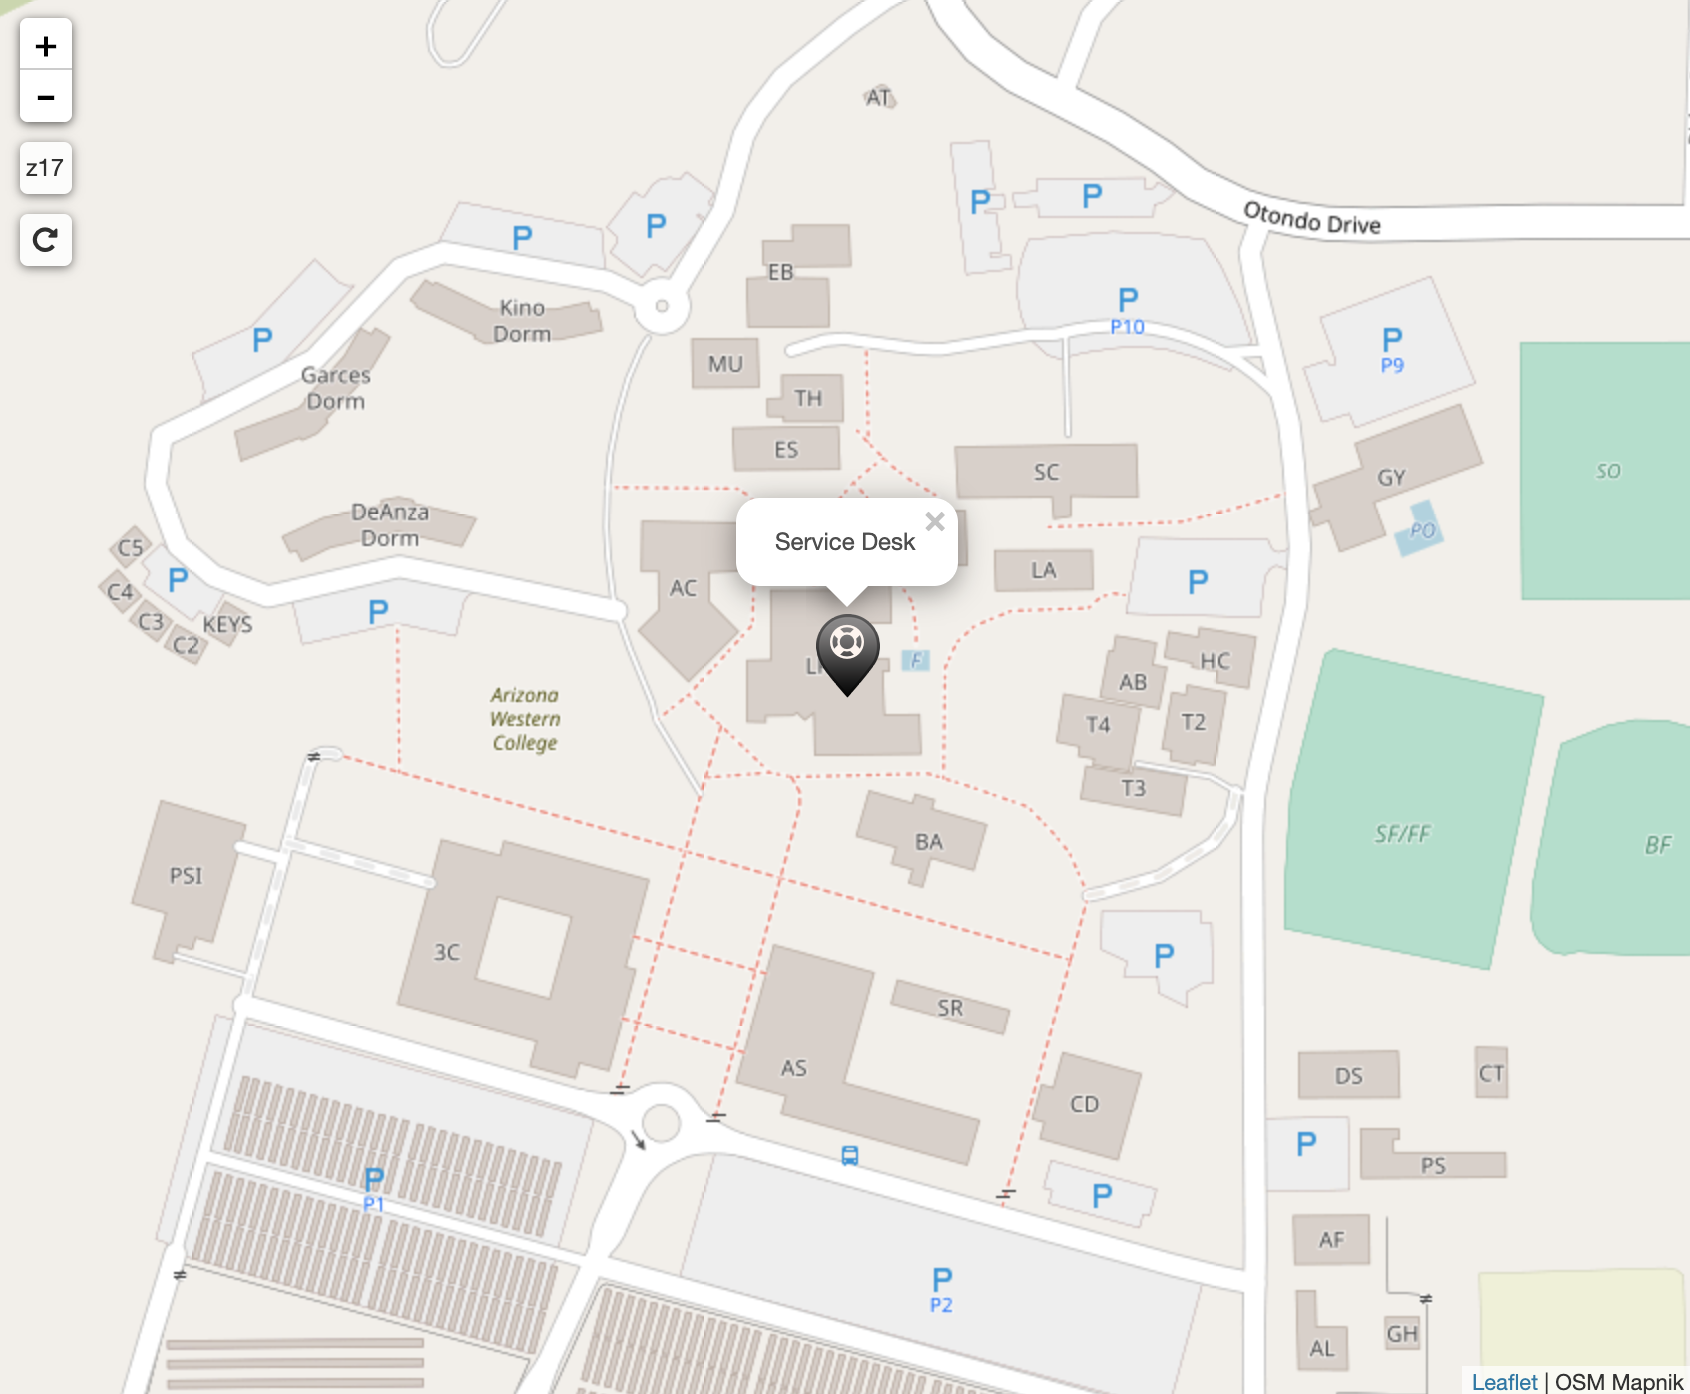 +
−
z17
AT
P
P
Otondo Drive
P
P
EB
P
P10
Kino
Dorm
P
P
P9
MU
Garces
Dorm
TH
ES
SC
GY
SO
DeAnza
Dorm
PO
Service Desk
×
C5
P
C4
C3
C2
KEYS
P
AC
LA
P
F
AB
HC
T4
T2
T3
Arizona
Western
College
BA
SF/FF
BF
PSI
3C
P
SR
AS
CD
DS
CT
P
PS
P
P1
P
AF
P
P2
GH
AL
Leaflet | OSM Mapnik